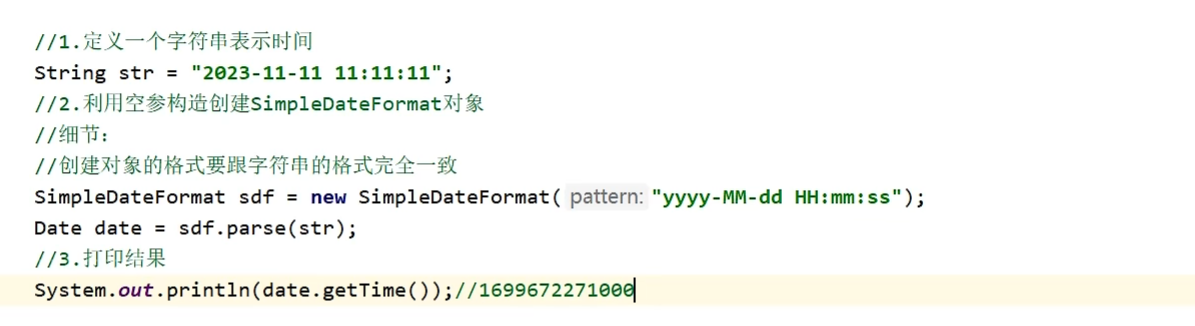 //1.定义一个字符串表示时间
String str = "2023-11-11 11:11:11";
//2.利用空参构造创建SimpleDateFormat对象
//细节：
//创建对象的格式要跟字符串的格式完全一致
SimpleDateFormat sdf = new SimpleDateFormat( pattern: "yyyy-MM-dd HH:mm:ss");
Date date = sdf.parse(str);
//3.打印结果
System.out.println(date.getTime());//1699672271000